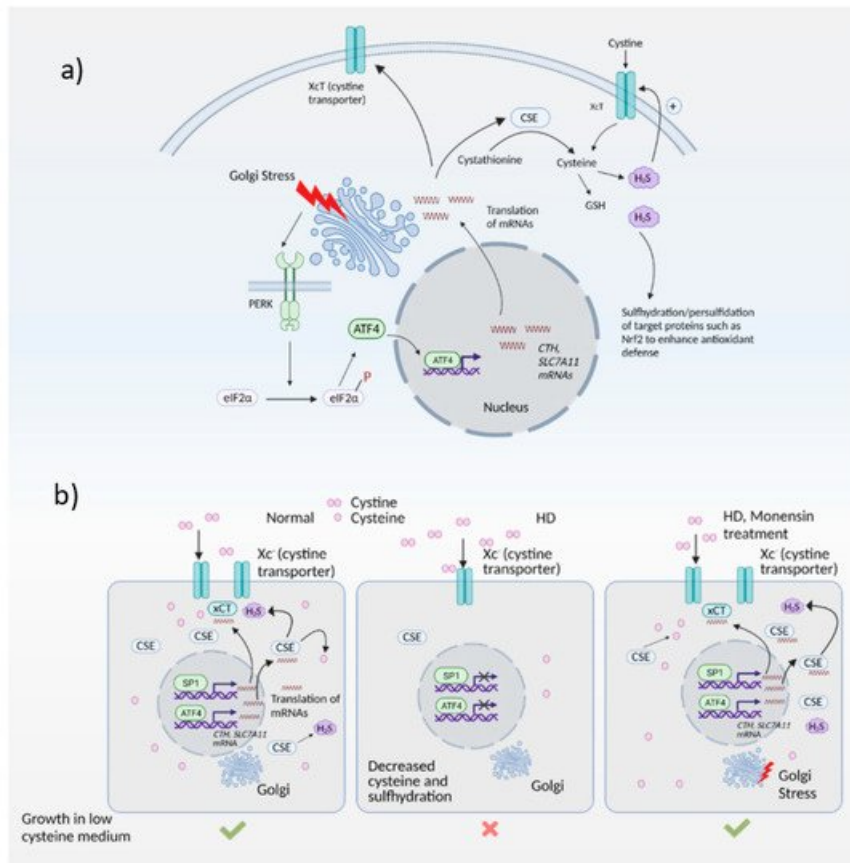 a)
Cystine
XcT (cystine
transporter)
XcT
+
CSE
Cystathionine
Cysteine
H₂S
GSH
H₂S
Golgi Stress
Translation
of mRNAs
PERK
ATF4
Sulfhydration/persulfidation
of target proteins such as
Nrf2 to enhance antioxidant
defense
ATF4
CTH,
SLC7A11
mRNAs
P
eIF2α
eIF2α
Nucleus
b)
Cystine
Cysteine
Normal
HD
HD, Monensin
treatment
Xc⁻ (cystine
transporter)
Xc⁻ (cystine
transporter)
Xc⁻ (cystine
transporter)
xCT
H₂S
CSE
CSE
CSE
SP1
ATF4
Translation of
mRNAs
CTH, SLC7A11
mRNA
CSE
H₂S
Golgi
CSE
SP1
ATF4
Decreased
cysteine and
sulfhydration
Golgi
xCT
H₂S
CSE
CSE
CSE
SP1
ATF4
CSE
CTH, SLC7A11
mRNA
H₂S
Golgi
Stress
Growth in low
cysteine medium